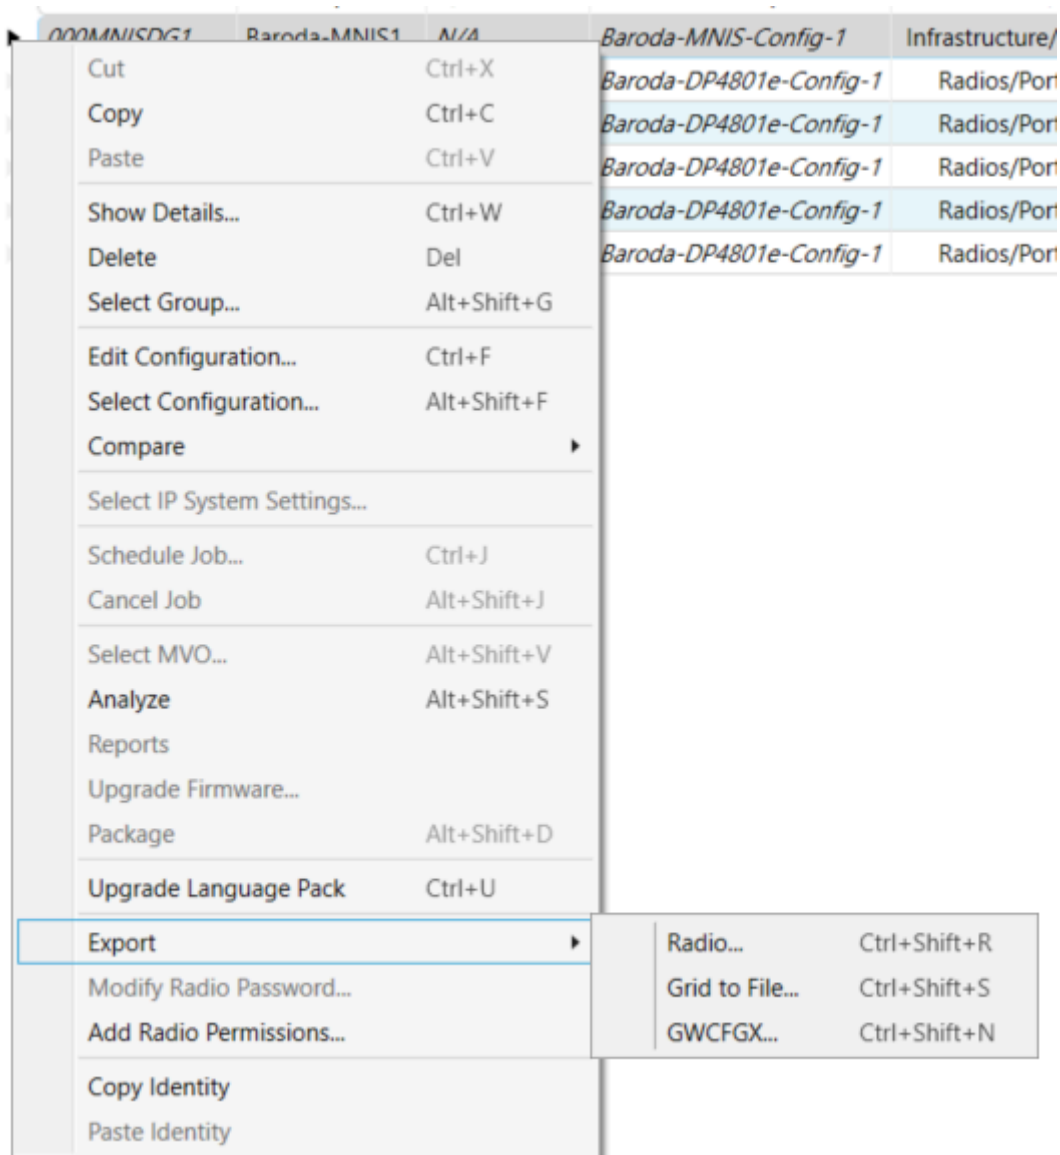 000MNISDG1 Baroda-MNIS1 N/A Baroda-MNIS-Config-1 Infrastructure/
Cut Ctrl+X
Baroda-DP4801e-Config-1 Radios/Port
Copy Ctrl+C
Baroda-DP4801e-Config-1 Radios/Port
Paste Ctrl+V
Baroda-DP4801e-Config-1 Radios/Port
Show Details... Ctrl+W
Baroda-DP4801e-Config-1 Radios/Port
Delete Del
Baroda-DP4801e-Config-1 Radios/Port
Select Group... Alt+Shift+G
Edit Configuration... Ctrl+F
Select Configuration... Alt+Shift+F
Compare
Select IP System Settings...
Schedule Job... Ctrl+J
Cancel Job Alt+Shift+J
Select MVO... Alt+Shift+V
Analyze Alt+Shift+S
Reports
Upgrade Firmware...
Package Alt+Shift+D
Upgrade Language Pack Ctrl+U
Export
Radio... Ctrl+Shift+R
Modify Radio Password...
Grid to File... Ctrl+Shift+S
Add Radio Permissions...
GWCFGX... Ctrl+Shift+N
Copy Identity
Paste Identity